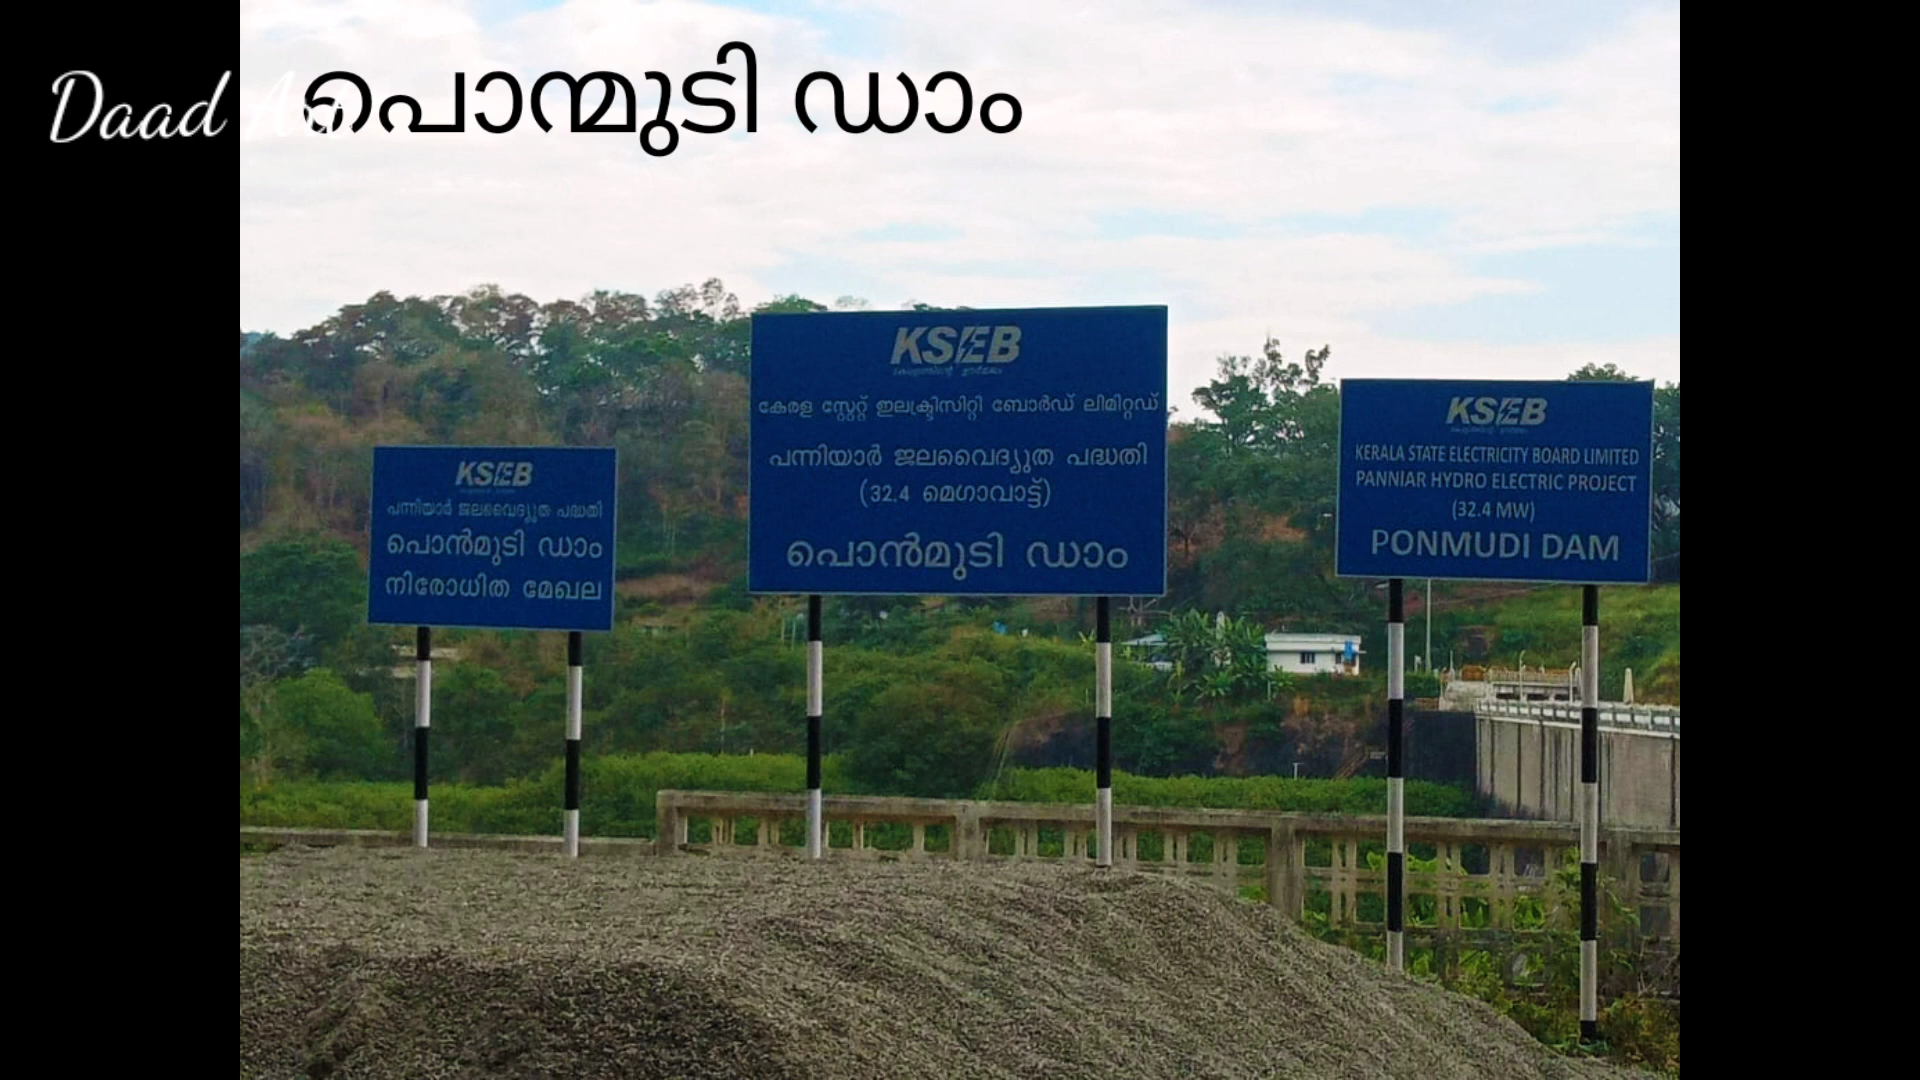 Daad Art
പൊന്മുടി ഡാം
KSEB
പന്നിയാർ ജലവൈദ്യുത പദ്ധതി
പൊൻമുടി ഡാം
നിരോധിത മേഖല
KSEB
കേരള സ്റ്റേറ്റ് ഇലക്ട്രിസിറ്റി ബോർഡ് ലിമിറ്റഡ്
പന്നിയാർ ജലവൈദ്യുത പദ്ധതി
(32.4 മെഗാവാട്ട്)
പൊൻമുടി ഡാം
KSEB
KERALA STATE ELECTRICITY BOARD LIMITED
PANNIAR HYDRO ELECTRIC PROJECT
(32.4 MW)
PONMUDI DAM